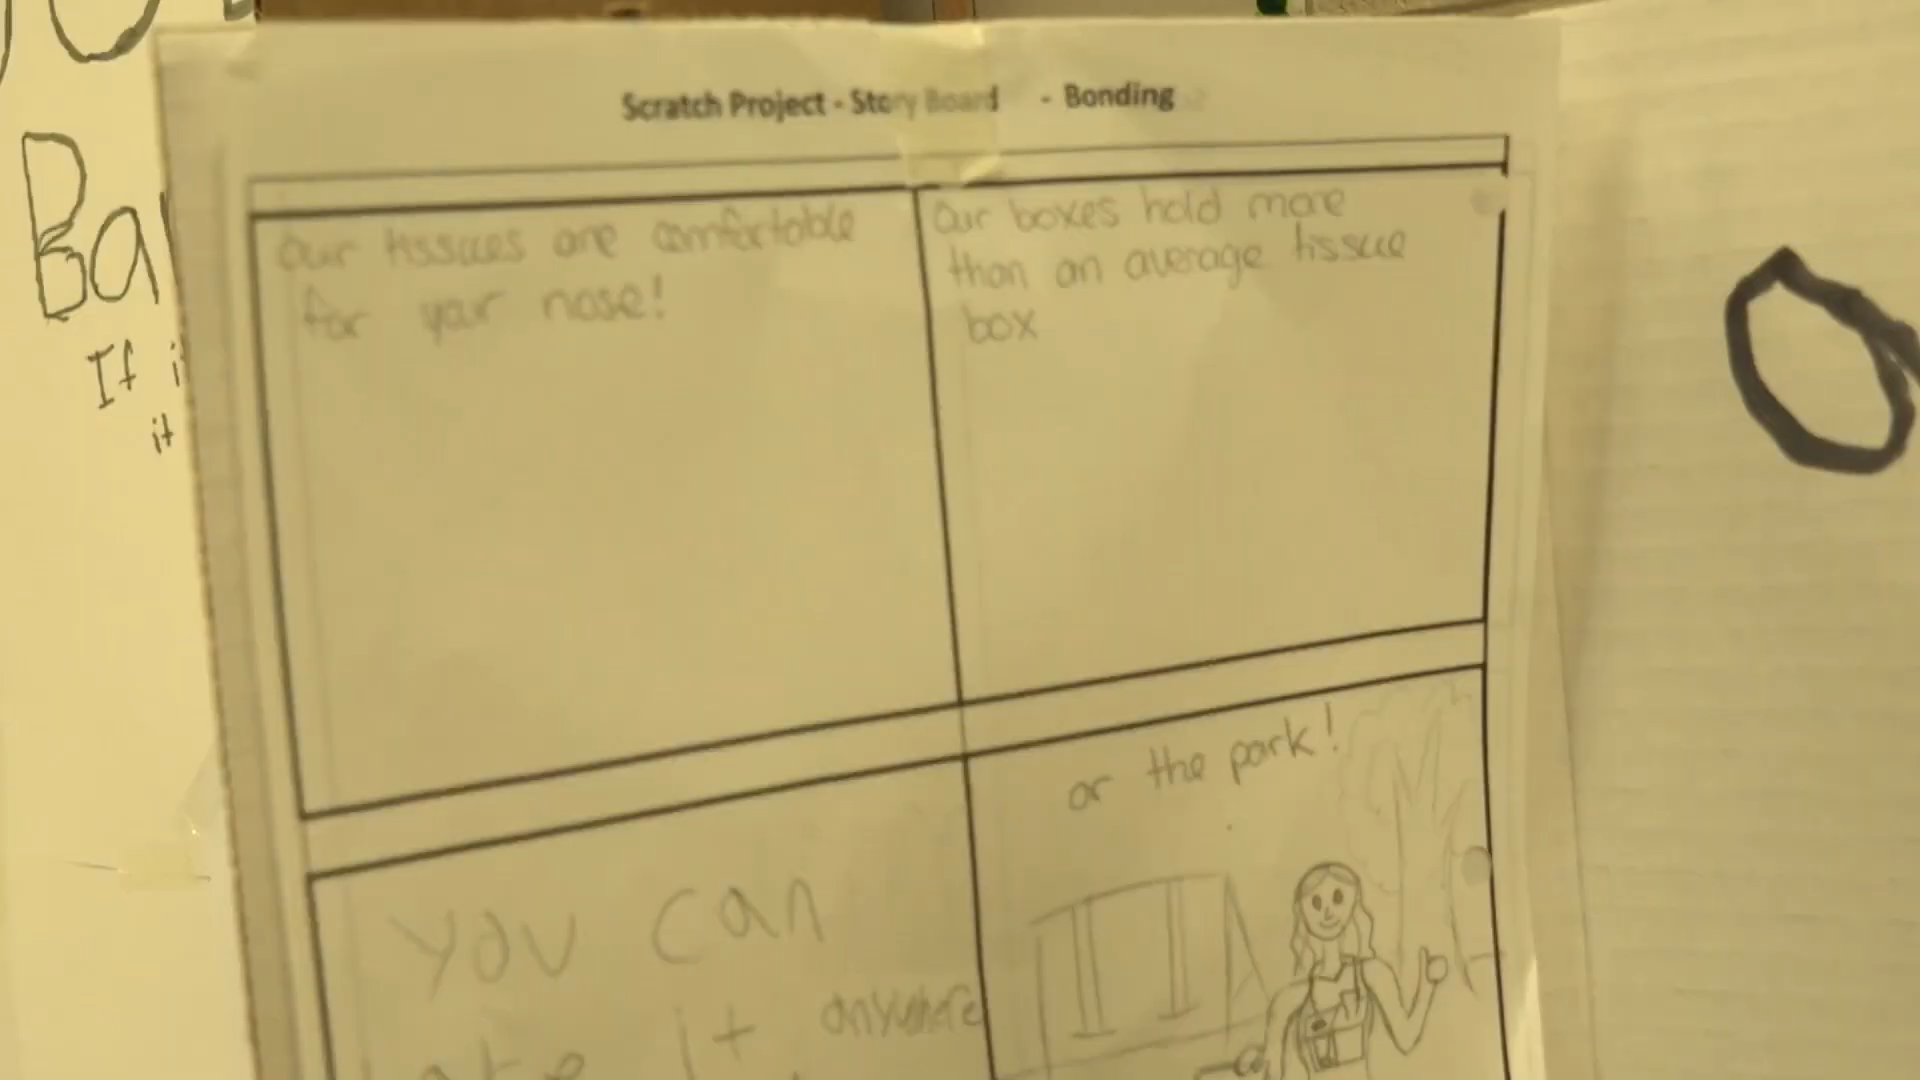 Scratch Project - Story Board - Bonding
Our tissues are comfortable
for your nose!
Our boxes hold more
than an average tissue
box
or the park!
you can
it anywhere
Ba
If i
it